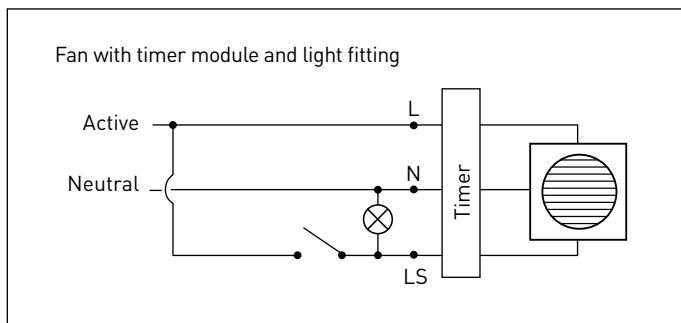 Fan with timer module and light fitting
L
Active
N
Neutral
Timer
LS